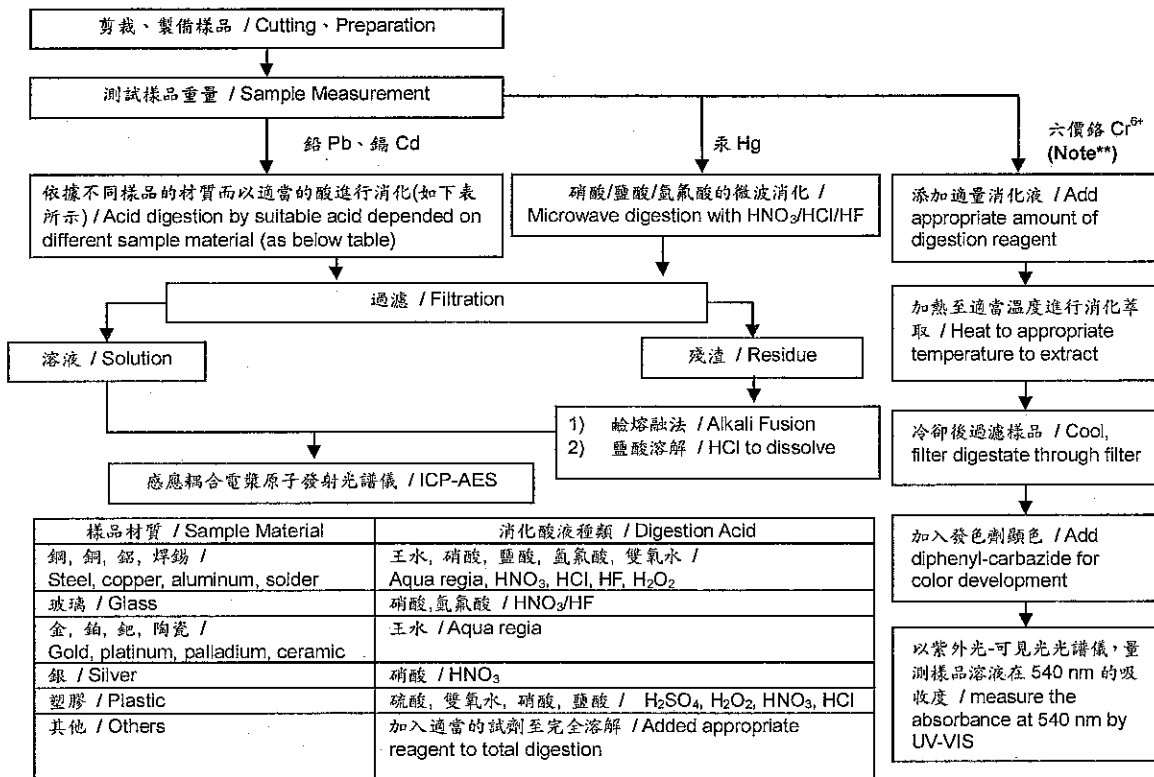 剪裁、製備樣品 / Cutting、Preparation
測試樣品重量 / Sample Measurement
鉛 Pb、鎘 Cd
汞 Hg
六價鉻 Cr⁶⁺
(Note**)
依據不同樣品的材質而以適當的酸進行消化(如下表
所示) / Acid digestion by suitable acid depended on
different sample material (as below table)
硝酸/鹽酸/氫氟酸的微波消化 /
Microwave digestion with HNO₃/HCl/HF
添加適量消化液 / Add
appropriate amount of
digestion reagent
過濾 / Filtration
加熱至適當溫度進行消化萃
取 / Heat to appropriate
temperature to extract
溶液 / Solution
殘渣 / Residue
1) 鹼熔融法 / Alkali Fusion
2) 鹽酸溶解 / HCl to dissolve
冷卻後過濾樣品 / Cool,
filter digestate through filter
感應耦合電漿原子發射光譜儀 / ICP-AES
加入發色劑顯色 / Add
diphenyl-carbazide for
color development
以紫外光-可見光光譜儀，量
測樣品溶液在 540 nm 的吸
收度 / measure the
absorbance at 540 nm by
UV-VIS
樣品材質 / Sample Material
消化酸液種類 / Digestion Acid
鋼, 銅, 鋁, 焊錫 /
Steel, copper, aluminum, solder
王水, 硝酸, 鹽酸, 氫氟酸, 雙氧水 /
Aqua regia, HNO₃, HCl, HF, H₂O₂
玻璃 / Glass
硝酸,氫氟酸 / HNO₃/HF
金, 鉑, 鈀, 陶瓷 /
Gold, platinum, palladium, ceramic
王水 / Aqua regia
銀 / Silver
硝酸 / HNO₃
塑膠 / Plastic
硫酸, 雙氧水, 硝酸, 鹽酸 / H₂SO₄, H₂O₂, HNO₃, HCl
其他 / Others
加入適當的試劑至完全溶解 / Added appropriate
reagent to total digestion